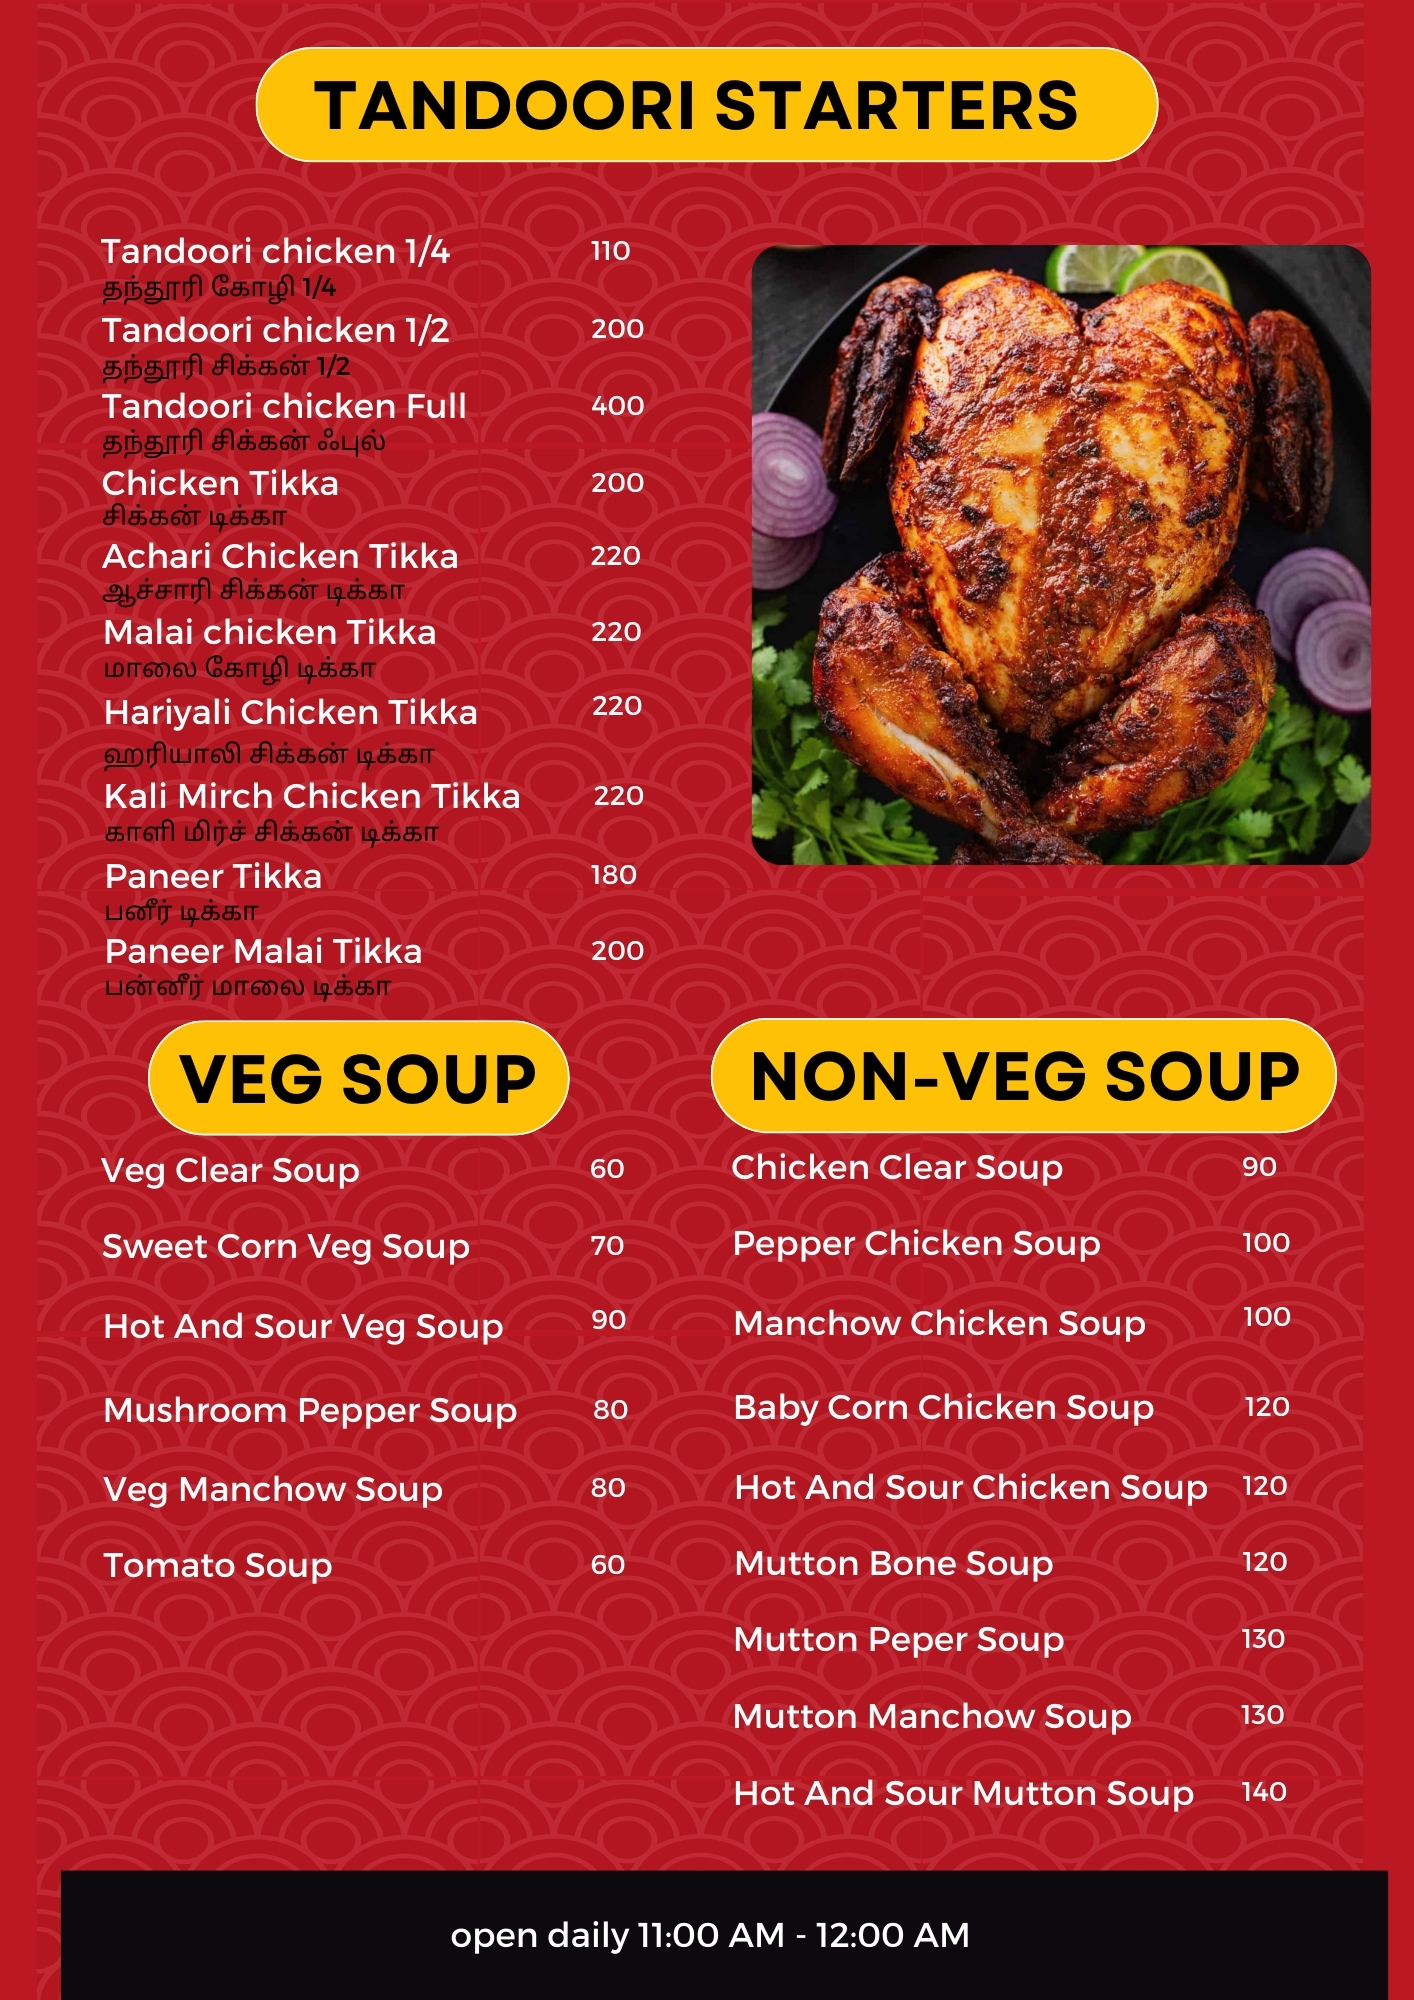 TANDOORI STARTERS
Tandoori chicken 1/4 110
தந்தூரி கோழி 1/4
Tandoori chicken 1/2 200
தந்தூரி சிக்கன் 1/2
Tandoori chicken Full 400
தந்தூரி சிக்கன் ஃபுல்
Chicken Tikka 200
சிக்கன் டிக்கா
Achari Chicken Tikka 220
ஆச்சாரி சிக்கன் டிக்கா
Malai chicken Tikka 220
மாலை கோழி டிக்கா
Hariyali Chicken Tikka 220
ஹரியாலி சிக்கன் டிக்கா
Kali Mirch Chicken Tikka 220
காளி மிர்ச் சிக்கன் டிக்கா
Paneer Tikka 180
பனீர் டிக்கா
Paneer Malai Tikka 200
பன்னீர் மாலை டிக்கா
VEG SOUP
Veg Clear Soup 60
Sweet Corn Veg Soup 70
Hot And Sour Veg Soup 90
Mushroom Pepper Soup 80
Veg Manchow Soup 80
Tomato Soup 60
NON-VEG SOUP
Chicken Clear Soup 90
Pepper Chicken Soup 100
Manchow Chicken Soup 100
Baby Corn Chicken Soup 120
Hot And Sour Chicken Soup 120
Mutton Bone Soup 120
Mutton Peper Soup 130
Mutton Manchow Soup 130
Hot And Sour Mutton Soup 140
open daily 11:00 AM - 12:00 AM